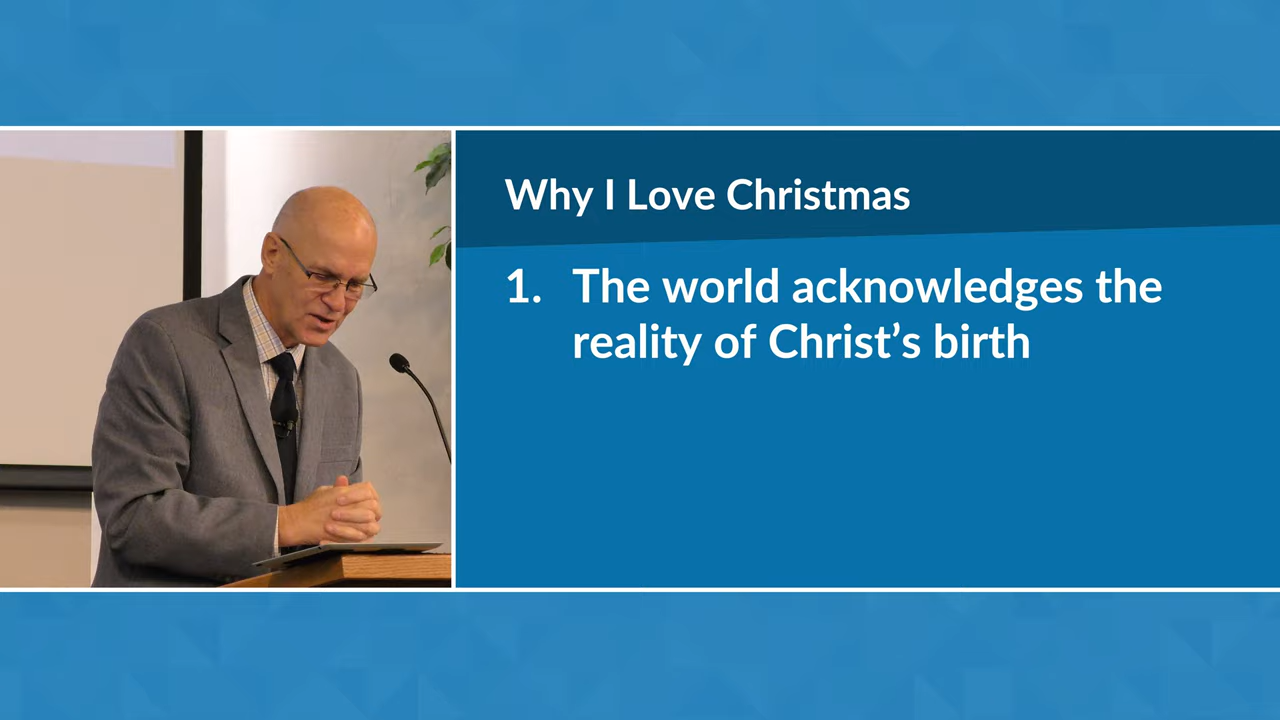 Why I Love Christmas
1. The world acknowledges the
reality of Christ’s birth